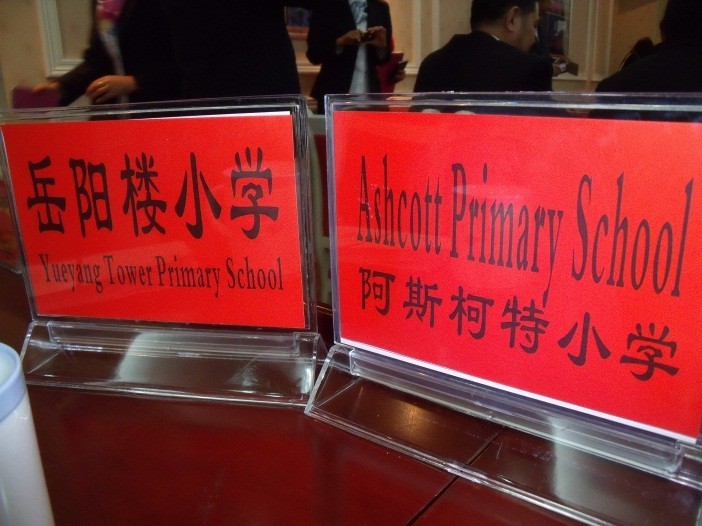 岳阳楼小学
Yueyang Tower Primary School
Ashcott Primary School
阿斯柯特小学